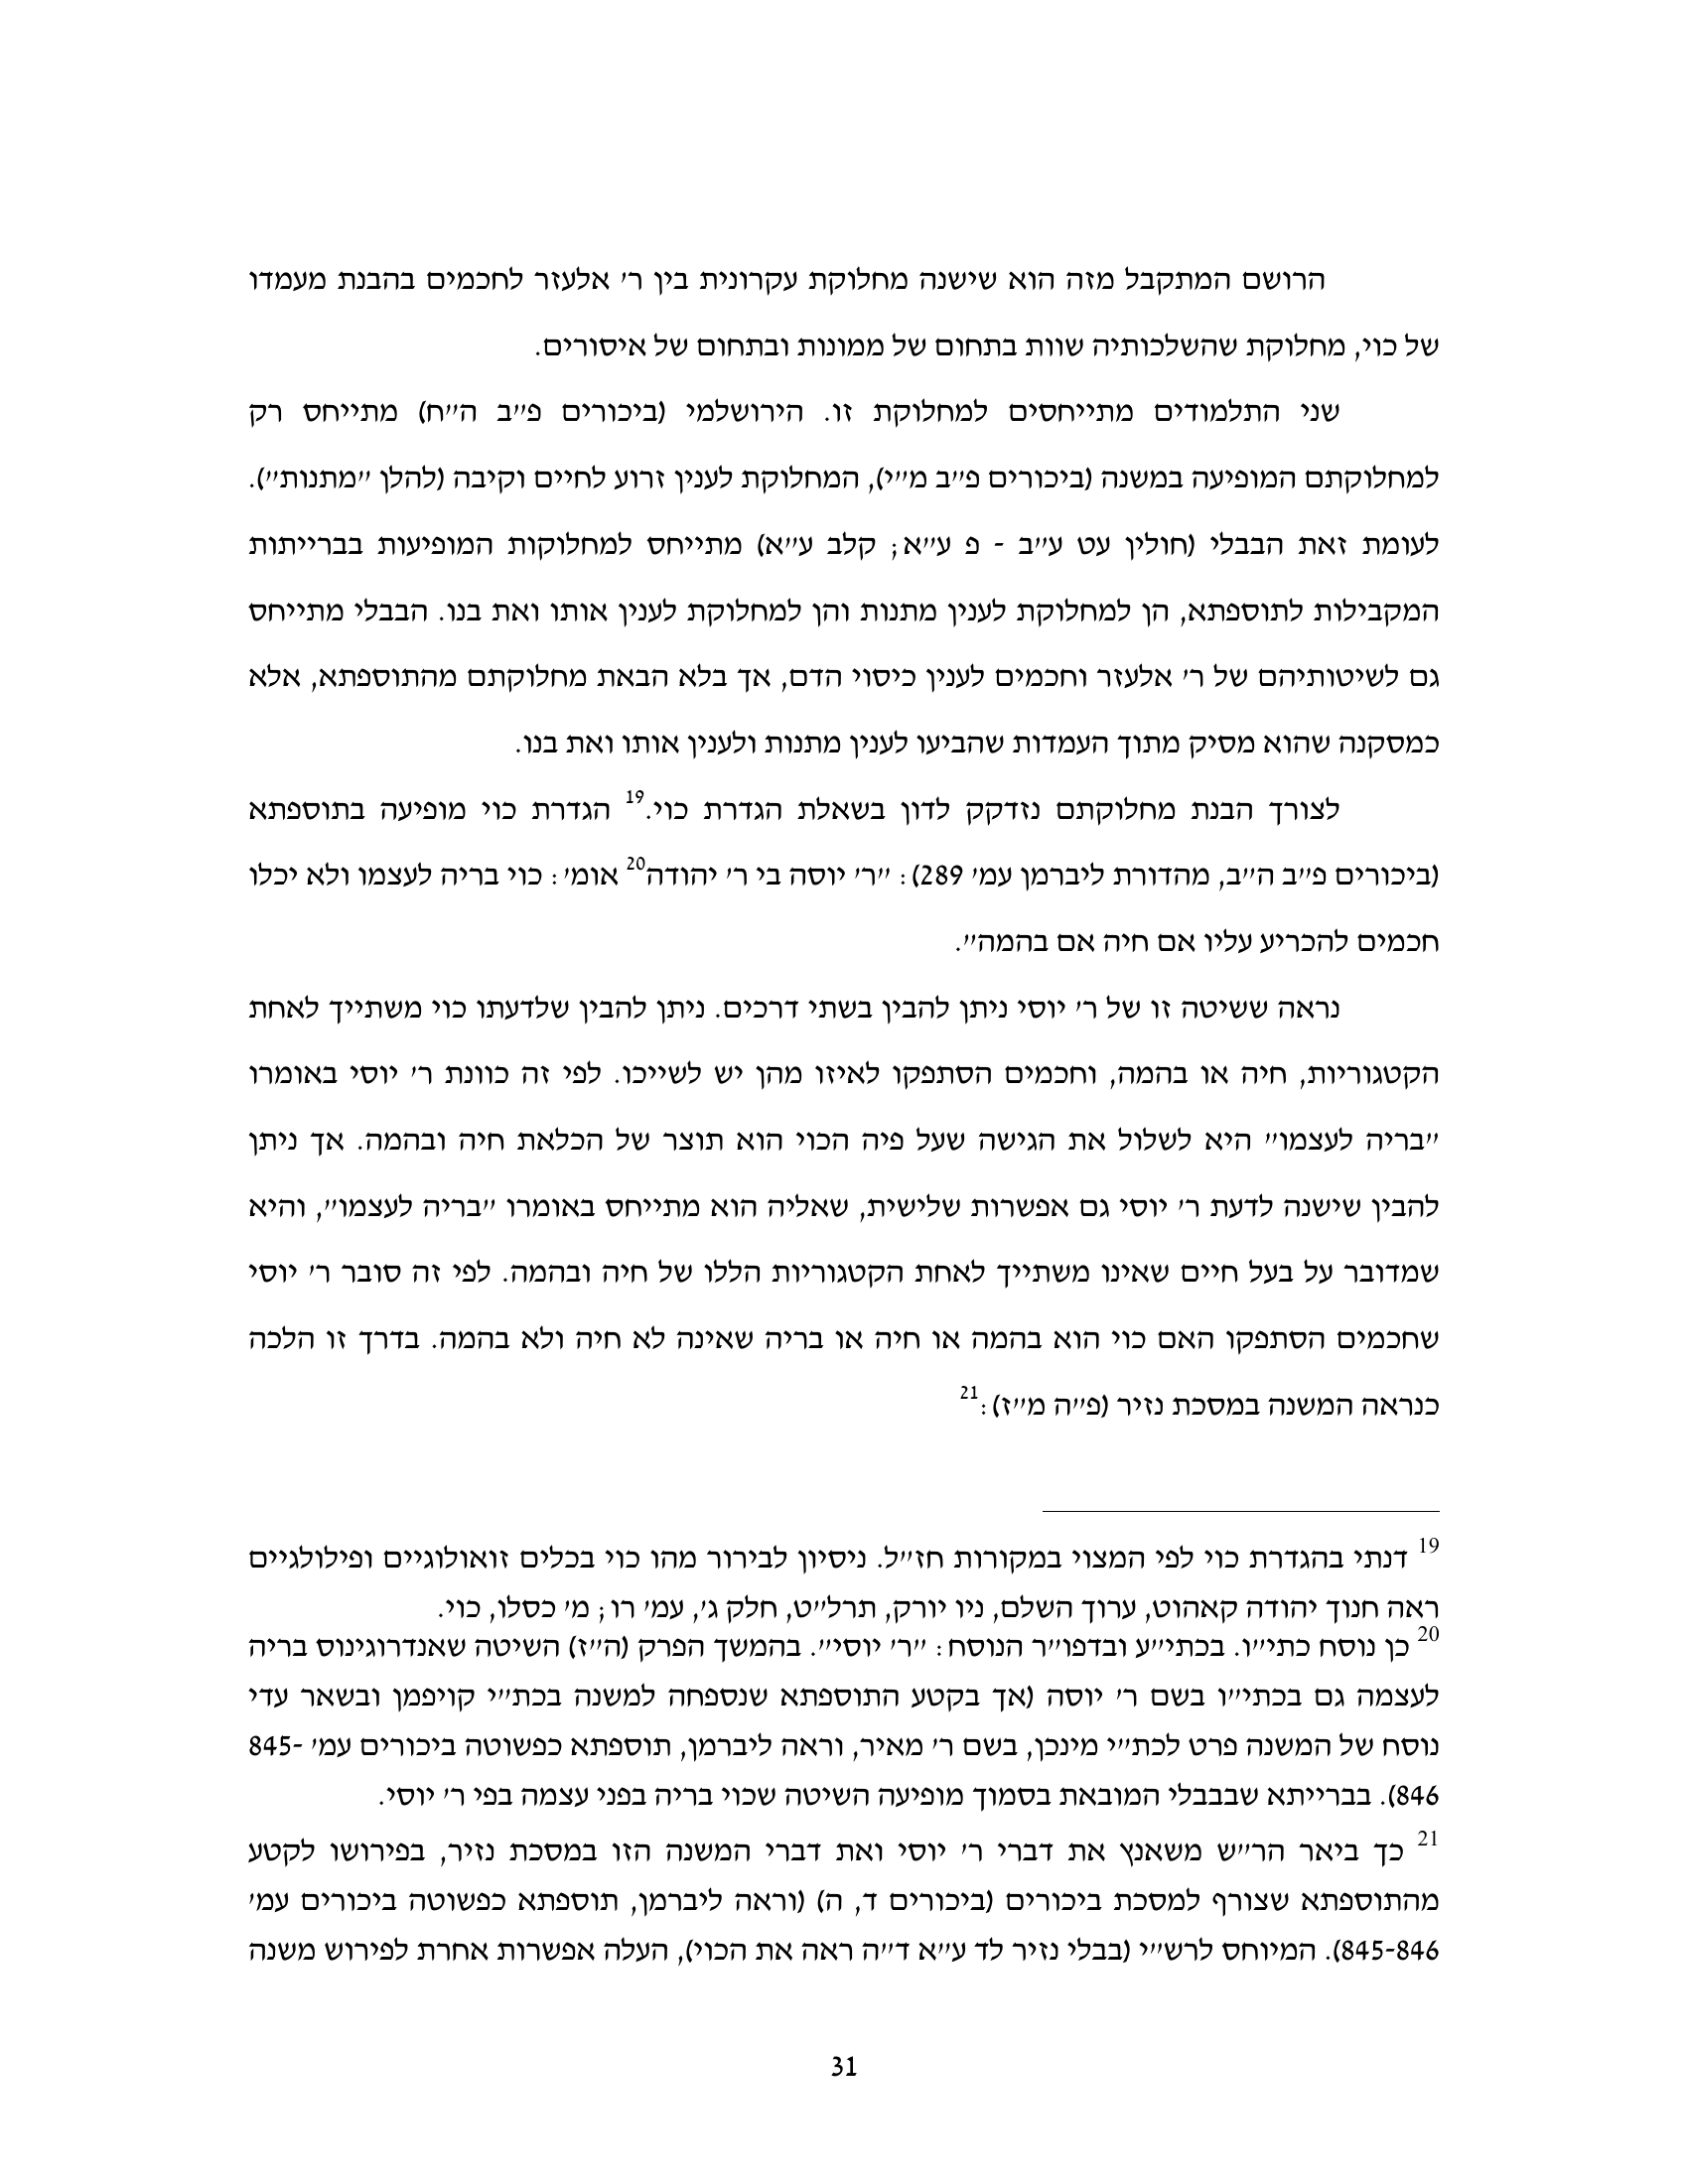 הרושם המתקבל מזה הוא שישנה מחלוקת עקרונית בין ר' אלעזר לחכמים בהבנת מעמדו
של כוי, מחלוקת שהשלכותיה שוות בתחום של ממונות ובתחום של איסורים.
שני התלמודים מתייחסים למחלוקת זו. הירושלמי (ביכורים פ"ב ה"ח) מתייחס רק
למחלוקתם המופיעה במשנה (ביכורים פ"ב מ"י), המחלוקת לענין זרוע לחיים וקיבה (להלן "מתנות").
לעומת זאת הבבלי (חולין עט ע"ב - פ ע"א; קלב ע"א) מתייחס למחלוקות המופיעות בברייתות
המקבילות לתוספתא, הן למחלוקת לענין מתנות והן למחלוקת לענין אותו ואת בנו. הבבלי מתייחס
גם לשיטותיהם של ר' אלעזר וחכמים לענין כיסוי הדם, אך בלא הבאת מחלוקתם מהתוספתא, אלא
כמסקנה שהוא מסיק מתוך העמדות שהביעו לענין מתנות ולענין אותו ואת בנו.
לצורך הבנת מחלוקתם נזדקק לדון בשאלת הגדרת כוי.19 הגדרת כוי מופיעה בתוספתא
(ביכורים פ"ב ה"ב, מהדורת ליברמן עמ' 289): "ר' יוסה בי ר' יהודה20 אומ': כוי בריה לעצמו ולא יכלו
חכמים להכריע עליו אם חיה אם בהמה".
נראה ששיטה זו של ר' יוסי ניתן להבין בשתי דרכים. ניתן להבין שלדעתו כוי משתייך לאחת
הקטגוריות, חיה או בהמה, וחכמים הסתפקו לאיזו מהן יש לשייכו. לפי זה כוונת ר' יוסי באומרו
"בריה לעצמו" היא לשלול את הגישה שעל פיה הכוי הוא תוצר של הכלאת חיה ובהמה. אך ניתן
להבין שישנה לדעת ר' יוסי גם אפשרות שלישית, שאליה הוא מתייחס באומרו "בריה לעצמו", והיא
שמדובר על בעל חיים שאינו משתייך לאחת הקטגוריות הללו של חיה ובהמה. לפי זה סובר ר' יוסי
שחכמים הסתפקו האם כוי הוא בהמה או חיה או בריה שאינה לא חיה ולא בהמה. בדרך זו הלכה
כנראה המשנה במסכת נזיר (פ"ה מ"ז):21
19 דנתי בהגדרת כוי לפי המצוי במקורות חז"ל. ניסיון לבירור מהו כוי בכלים זואולוגיים ופילולגיים
ראה חנוך יהודה קאהוט, ערוך השלם, ניו יורק, תרל"ט, חלק ג', עמ' רו; מ' כסלו, כוי.
20 כן נוסח כתי"ו. בכתי"ע ובדפו"ר הנוסח: "ר' יוסי". בהמשך הפרק (ה"ז) השיטה שאנדרוגינוס בריה
לעצמה גם בכתי"ו בשם ר' יוסה (אך בקטע התוספתא שנספחה למשנה בכת"י קויפמן ובשאר עדי
נוסח של המשנה פרט לכת"י מינכן, בשם ר' מאיר, וראה ליברמן, תוספתא כפשוטה ביכורים עמ' 845-
846). בברייתא שבבבלי המובאת בסמוך מופיעה השיטה שכוי בריה בפני עצמה בפי ר' יוסי.
21 כך ביאר הר"ש משאנץ את דברי ר' יוסי ואת דברי המשנה הזו במסכת נזיר, בפירושו לקטע
מהתוספתא שצורף למסכת ביכורים (ביכורים ד, ה) (וראה ליברמן, תוספתא כפשוטה ביכורים עמ'
845-846). המיוחס לרש"י (בבלי נזיר לד ע"א ד"ה ראה את הכוי), העלה אפשרות אחרת לפירוש משנה
31